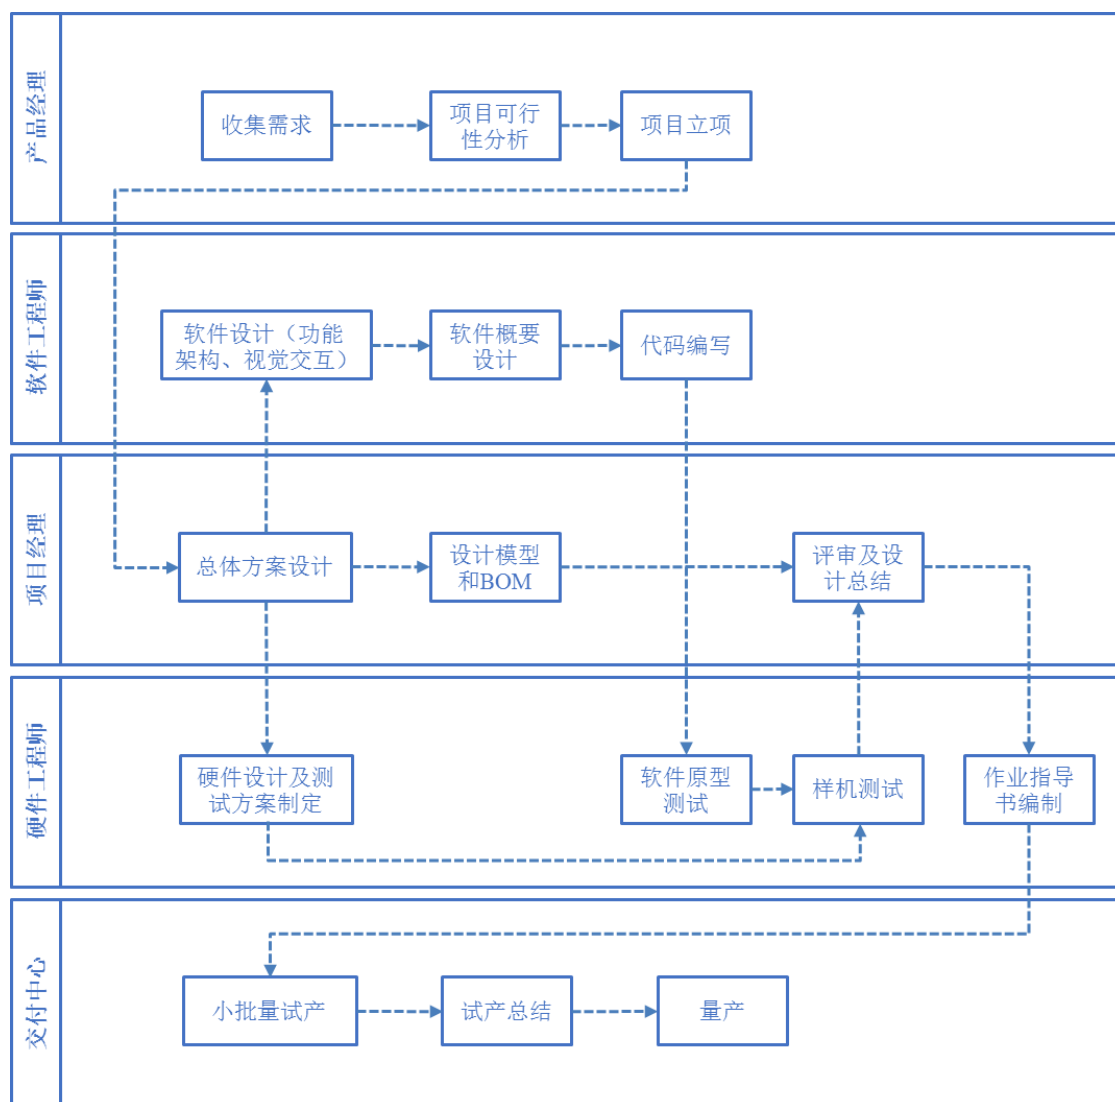 产品经理
收集需求
项目可行
性分析
项目立项
软件工程师
软件设计（功能
架构、视觉交互）
软件概要
设计
代码编写
项目经理
总体方案设计
设计模型
和BOM
评审及设
计总结
硬件工程师
硬件设计及测
试方案制定
软件原型
测试
样机测试
作业指导
书编制
交付中心
小批量试产
试产总结
量产